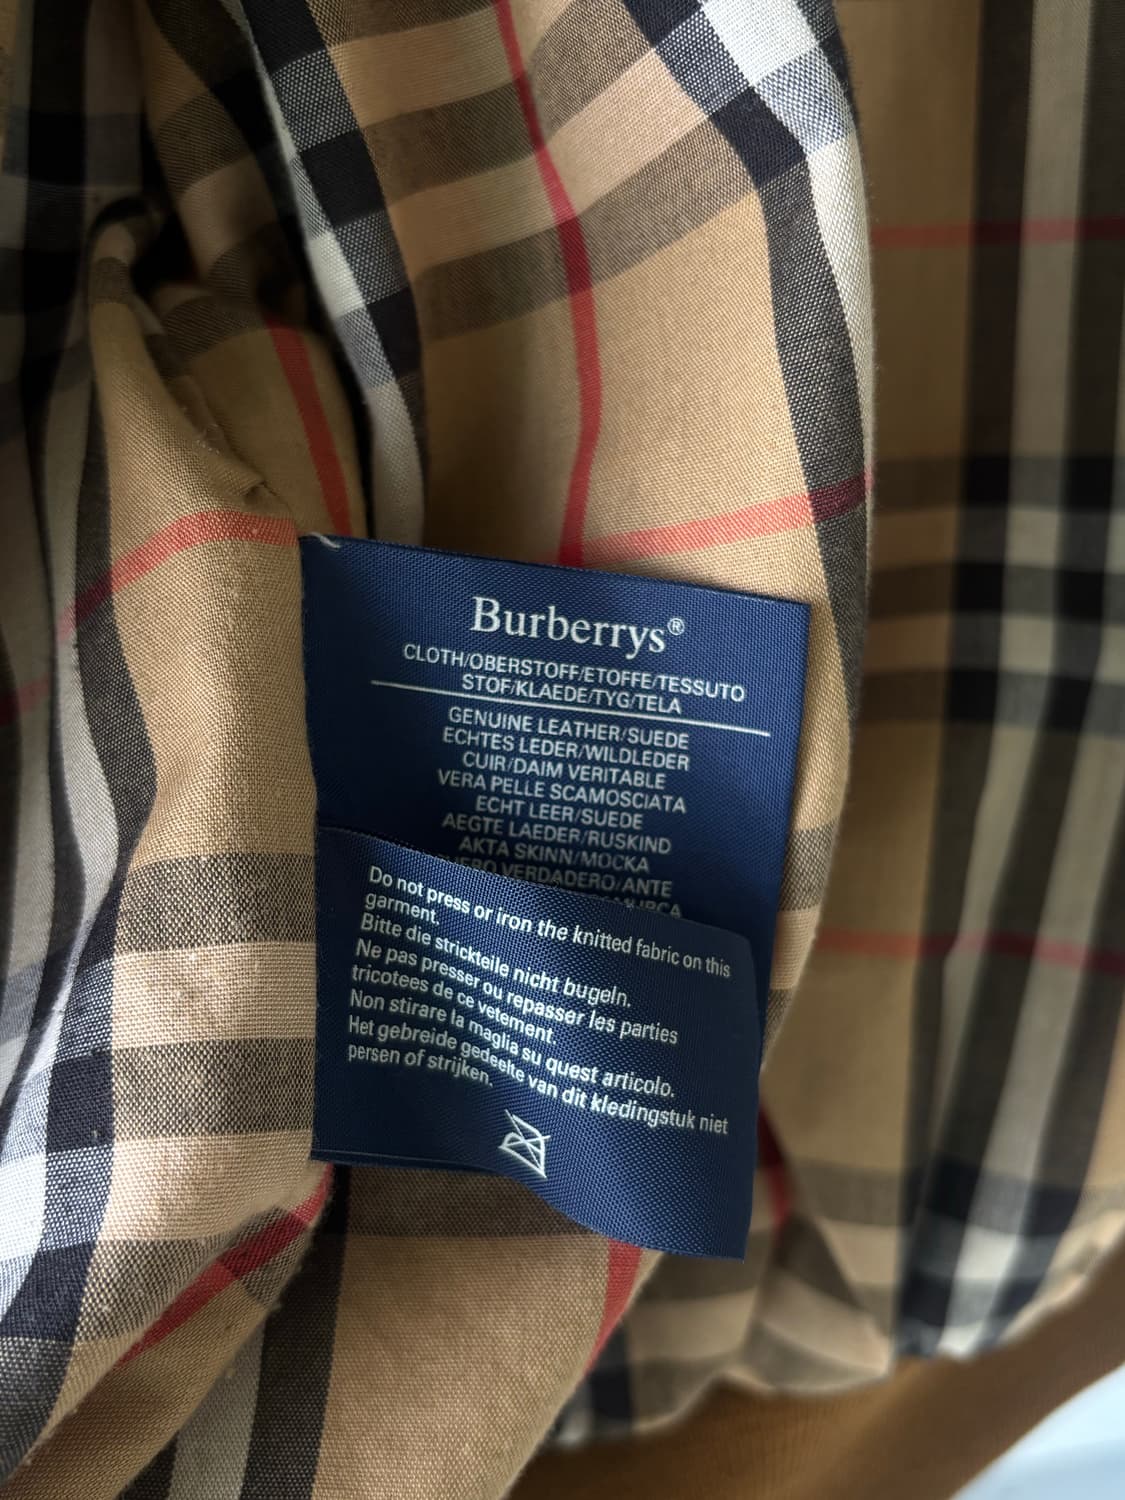 Burberrys®
CLOTH/OBERSTOFF/ETOFFE/TESSUTO
STOF/KLAEDE/TYG/TELA
GENUINE LEATHER/SUEDE
ECHTES LEDER/WILDLEDER
CUIR/DAIM VERITABLE
VERA PELLE SCAMOSCIATA
ECHT LEER/SUEDE
AEGTE LAEDER/RUSKIND
AKTA SKINN/MOCKA
VERDADERO/ANTE
Do not press or iron the knitted fabric on this
garment.
Bitte die strickteile nicht bugeln.
Ne pas presser ou repasser les parties
tricotees de ce vetement.
Non stirare la maglia su quest articolo.
Het gebreide gedeelte van dit kledingstuk niet
persen of strijken.